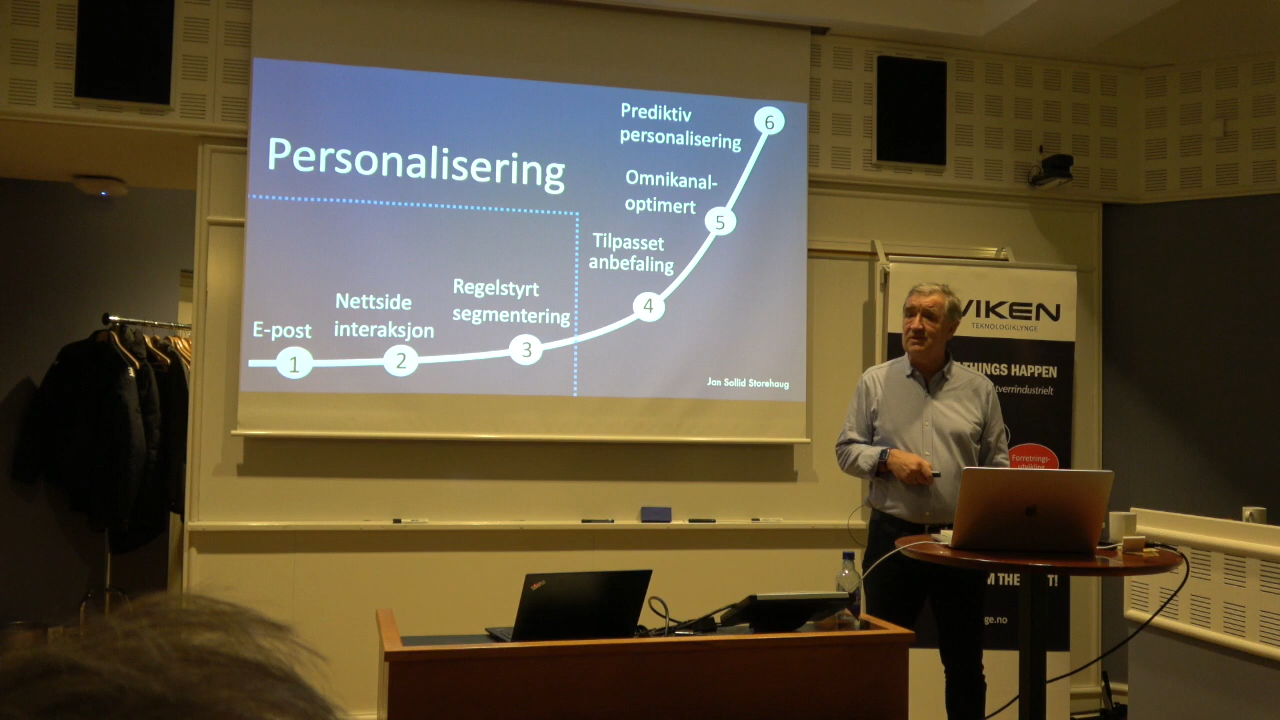 Personalisering
E-post
1
Nettside
interaksjon
2
Regelstyrt
segmentering
3
Tilpasset
anbefaling
4
Omnikanal-
optimert
5
Prediktiv
personalisering
6
Jan Sollid Storehaug
VIKEN
TEKNOLOGIKLYNGE
THINGS HAPPEN
tverrindustrielt
Forretnings-
utvikling